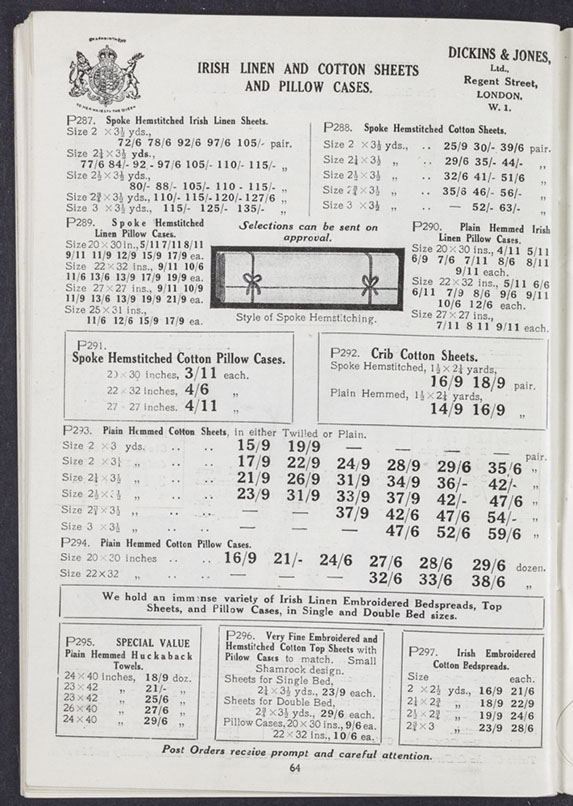 DICKINS & JONES,
Ltd.,
Regent Street,
LONDON,
W. 1.
IRISH LINEN AND COTTON SHEETS
AND PILLOW CASES.
P287. Spoke Hemstitched Irish Linen Sheets.
Size 2 × 3½ yds.,
72/6 78/6 92/6 97/6 105/- pair.
Size 2¼ × 3½ yds.,
77/6 84/- 92 - 97/6 105/- 110/- 115/- „
Size 2½ × 3½ yds.,
80/- 88/- 105/- 110 - 115/- „
Size 2¾ × 3½ yds., 110/- 115/- 120/- 127/6 „
Size 3 × 3½ yds., 115/- 125/- 135/- „
P288. Spoke Hemstitched Cotton Sheets.
Size 2 × 3½ yds., .. 25/9 30/- 39/6 pair.
Size 2¼ × 3½ „ .. 29/6 35/- 44/- „
Size 2½ × 3½ „ .. 32/6 41/- 51/6 „
Size 2¾ × 3½ „ .. 35/6 46/- 56/- „
Size 3 × 3½ „ .. — 52/- 63/- „
P289. Spoke Hemstitched
Linen Pillow Cases.
Size 20 × 30 in., 5/11 7/11 8/11
9/11 11/9 12/9 15/9 17/9 ea.
Size 22 × 32 ins., 9/11 10/6
11/6 13/6 13/9 17/9 19/9 ea.
Size 27 × 27 ins., 9/11 10/9
11/9 13/6 13/9 19/9 21/9 ea.
Size 25 × 31 ins.,
11/6 12/6 15/9 17/9 ea.
Selections can be sent on
approval.
Style of Spoke Hemstitching.
P290. Plain Hemmed Irish
Linen Pillow Cases.
Size 20 × 30 ins., 4/11 5/11
6/9 7/6 7/11 8/6 8/11
9/11 each.
Size 22 × 32 ins., 5/11 6/6
6/11 7/9 8/6 9/6 9/11
10/6 12/6 each.
Size 27 × 27 ins.,
7/11 8 11 9/11 each.
P291.
Spoke Hemstitched Cotton Pillow Cases.
20 × 30 inches, 3/11 each.
22 × 32 inches, 4/6 „
27 × 27 inches. 4/11 „
P292. Crib Cotton Sheets.
Spoke Hemstitched, 1½ × 2¼ yards,
16/9 18/9 pair.
Plain Hemmed, 1½ × 2¼ yards,
14/9 16/9 „
P293. Plain Hemmed Cotton Sheets, in either Twilled or Plain.
Size 2 × 3 yds. .. .. 15/9 19/9 — — — — pair.
Size 2 × 3¼ „ .. .. 17/9 22/9 24/9 28/9 29/6 35/6 „
Size 2¼ × 3½ „ .. .. 21/9 26/9 31/9 34/9 36/- 42/- „
Size 2½ × 3½ „ .. .. 23/9 31/9 33/9 37/9 42/- 47/6 „
Size 2¾ × 3½ „ .. .. — — 37/9 42/6 47/6 54/- „
Size 3 × 3½ „ .. .. — — — 47/6 52/6 59/6 „
P294. Plain Hemmed Cotton Pillow Cases.
Size 20 × 30 inches .. .. 16/9 21/- 24/6 27/6 28/6 29/6 dozen.
Size 22 × 32 „ .. .. — — — 32/6 33/6 38/6 „
We hold an immense variety of Irish Linen Embroidered Bedspreads, Top
Sheets, and Pillow Cases, in Single and Double Bed sizes.
P295. SPECIAL VALUE
Plain Hemmed Huckaback
Towels.
24 × 40 inches, 18/9 doz.
23 × 42 „ 21/- „
23 × 42 „ 25/6 „
26 × 40 „ 27/6 „
24 × 40 „ 29/6 „
P296. Very Fine Embroidered and
Hemstitched Cotton Top Sheets with
Pillow Cases to match. Small
Shamrock design.
Sheets for Single Bed,
2¼ × 3½ yds., 23/9 each.
Sheets for Double Bed,
2¾ × 3½ yds., 29/6 each.
Pillow Cases, 20 × 30 ins., 9/6 ea.
22 × 32 ins., 10/6 ea.
P297. Irish Embroidered
Cotton Bedspreads.
Size each.
2 × 2½ yds., 16/9 21/6
2¼ × 2¾ „ 18/9 22/9
2½ × 2¾ „ 19/9 24/6
2¾ × 3 „ 23/9 28/6
Post Orders receive prompt and careful attention.
64